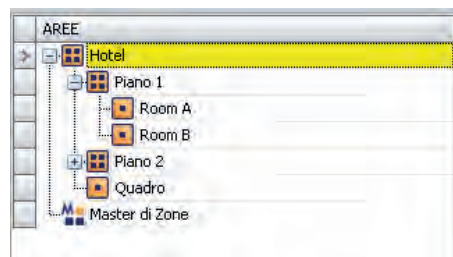 AREE
Hotel
Piano 1
Room A
Room B
Piano 2
Quadro
Master di Zone